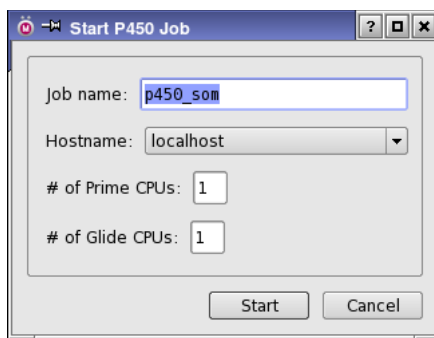 Start P450 Job ?
Job name: p450_som
Hostname: localhost
# of Prime CPUs: 1
# of Glide CPUs: 1
Start Cancel